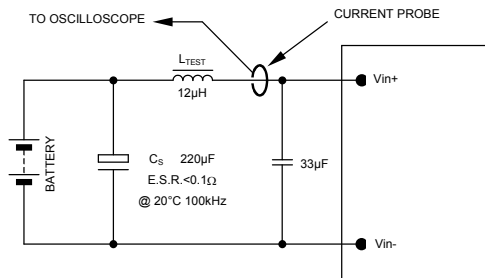 TO OSCILLOSCOPE
CURRENT PROBE
LTEST
12μH
Vin+
BATTERY
CS 220μF
E.S.R.<0.1Ω
@ 20°C 100kHz
33μF
Vin-